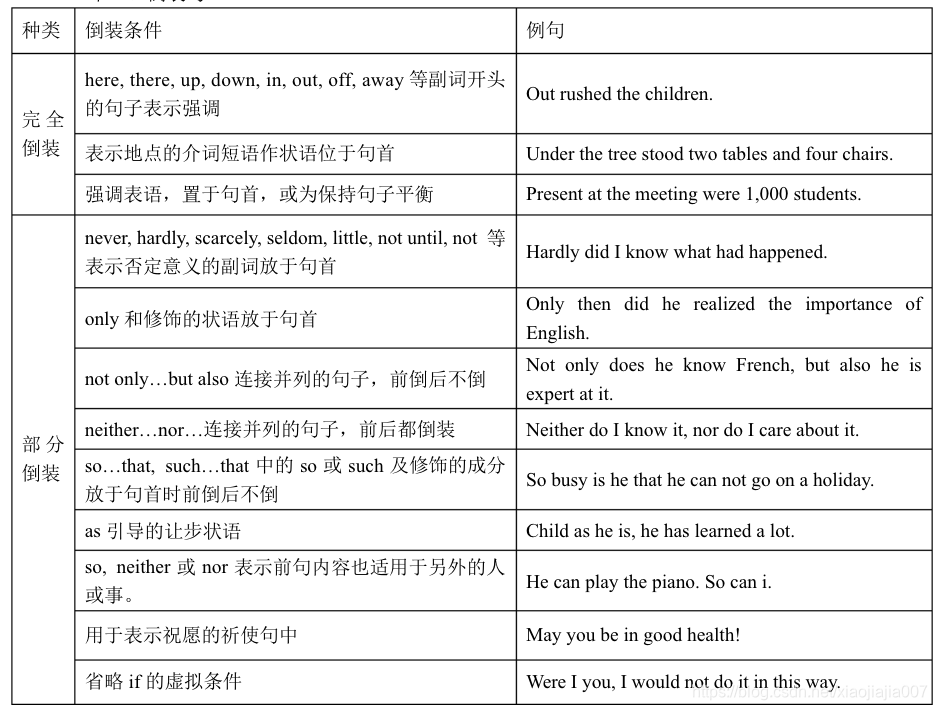 种类 倒装条件 例句
完全
倒装
here, there, up, down, in, out, off, away 等副词开头
的句子表示强调
Out rushed the children.
表示地点的介词短语作状语位于句首
Under the tree stood two tables and four chairs.
强调表语，置于句首，或为保持句子平衡
Present at the meeting were 1,000 students.
部分
倒装
never, hardly, scarcely, seldom, little, not until, not 等
表示否定意义的副词放于句首
Hardly did I know what had happened.
only 和修饰的状语放于句首
Only then did he realized the importance of
English.
not only…but also 连接并列的句子，前倒后不倒
Not only does he know French, but also he is
expert at it.
neither…nor…连接并列的句子，前后都倒装
Neither do I know it, nor do I care about it.
so…that, such…that 中的 so 或 such 及修饰的成分
放于句首时前倒后不倒
So busy is he that he can not go on a holiday.
as 引导的让步状语
Child as he is, he has learned a lot.
so, neither 或 nor 表示前句内容也适用于另外的人
或事。
He can play the piano. So can i.
用于表示祝愿的祈使句中
May you be in good health!
省略 if 的虚拟条件
Were I you, I would not do it in this way.
https://blog.csdn.net/xiaojiajia007